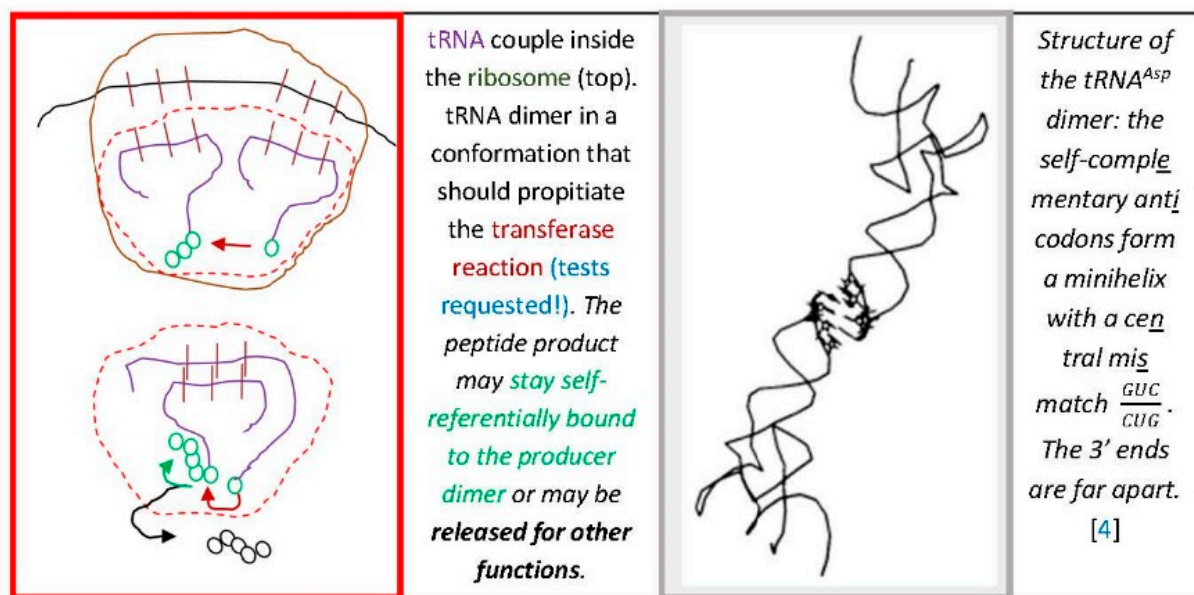 tRNA couple inside
the ribosome (top).
tRNA dimer in a
conformation that
should propitiate
the transferase
reaction (tests
requested!). The
peptide product
may stay self-
referentially bound
to the producer
dimer or may be
released for other
functions.
Structure of
the tRNAᴬˢᵖ
dimer: the
self-comple
mentary anti
codons form
a minihelix
with a cen
tral mis
match GUC/CUG.
The 3' ends
are far apart.
[4]